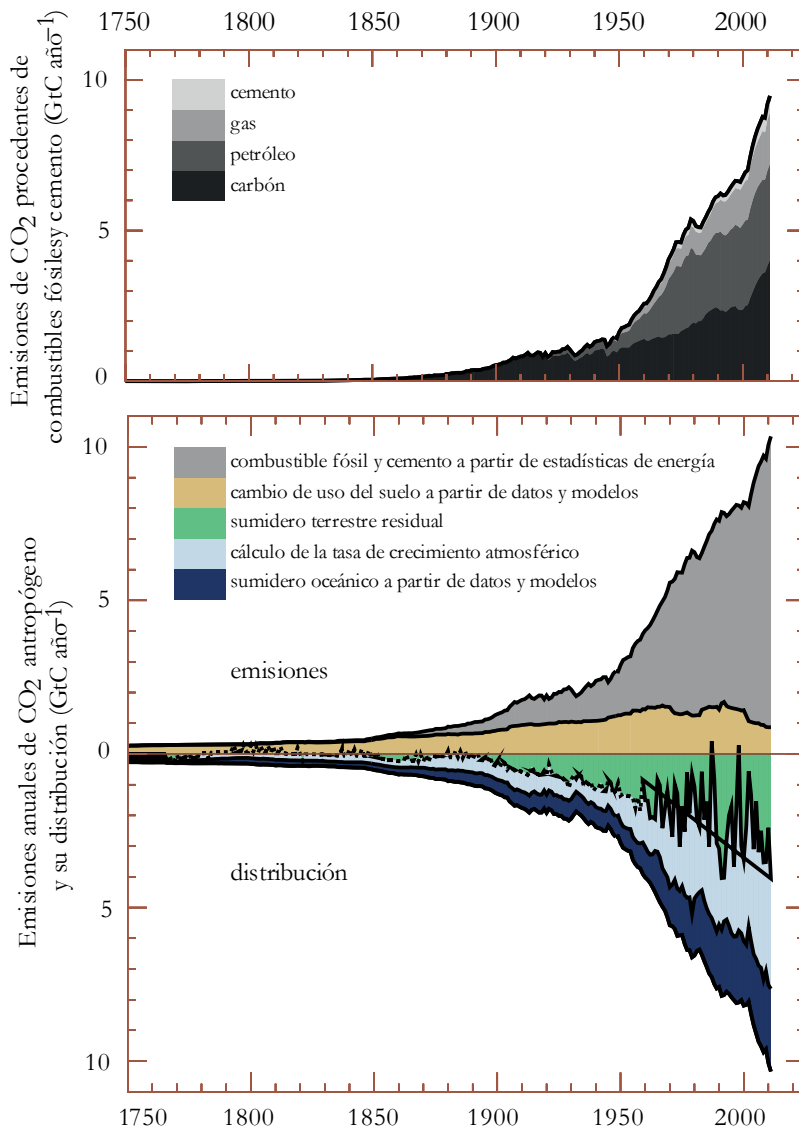 1750 1800 1850 1900 1950 2000
Emisiones de CO2 procedentes de
combustibles fósilesy cemento (GtC año-1)
10
5
0
cemento
gas
petróleo
carbón
Emisiones anuales de CO2 antropógeno
y su distribución (GtC año-1)
10
5
0
5
10
combustible fósil y cemento a partir de estadísticas de energía
cambio de uso del suelo a partir de datos y modelos
sumidero terrestre residual
cálculo de la tasa de crecimiento atmosférico
sumidero oceánico a partir de datos y modelos
emisiones
distribución
1750 1800 1850 1900 1950 2000